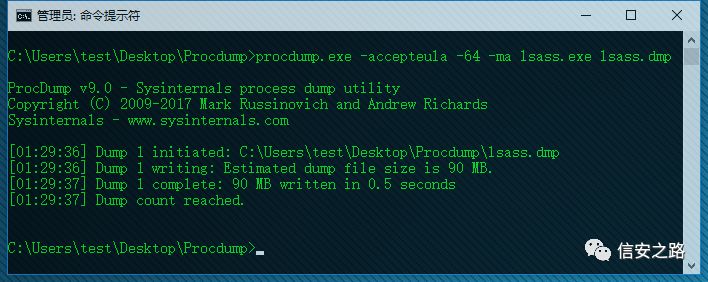 管理员: 命令提示符
C:\Users\test\Desktop\Procdump>procdump.exe -accepteula -64 -ma lsass.exe lsass.dmp
ProcDump v9.0 - Sysinternals process dump utility
Copyright (C) 2009-2017 Mark Russinovich and Andrew Richards
Sysinternals - www.sysinternals.com
[01:29:36] Dump 1 initiated: C:\Users\test\Desktop\Procdump\lsass.dmp
[01:29:36] Dump 1 writing: Estimated dump file size is 90 MB.
[01:29:37] Dump 1 complete: 90 MB written in 0.5 seconds
[01:29:37] Dump count reached.
C:\Users\test\Desktop\Procdump>
信安之路